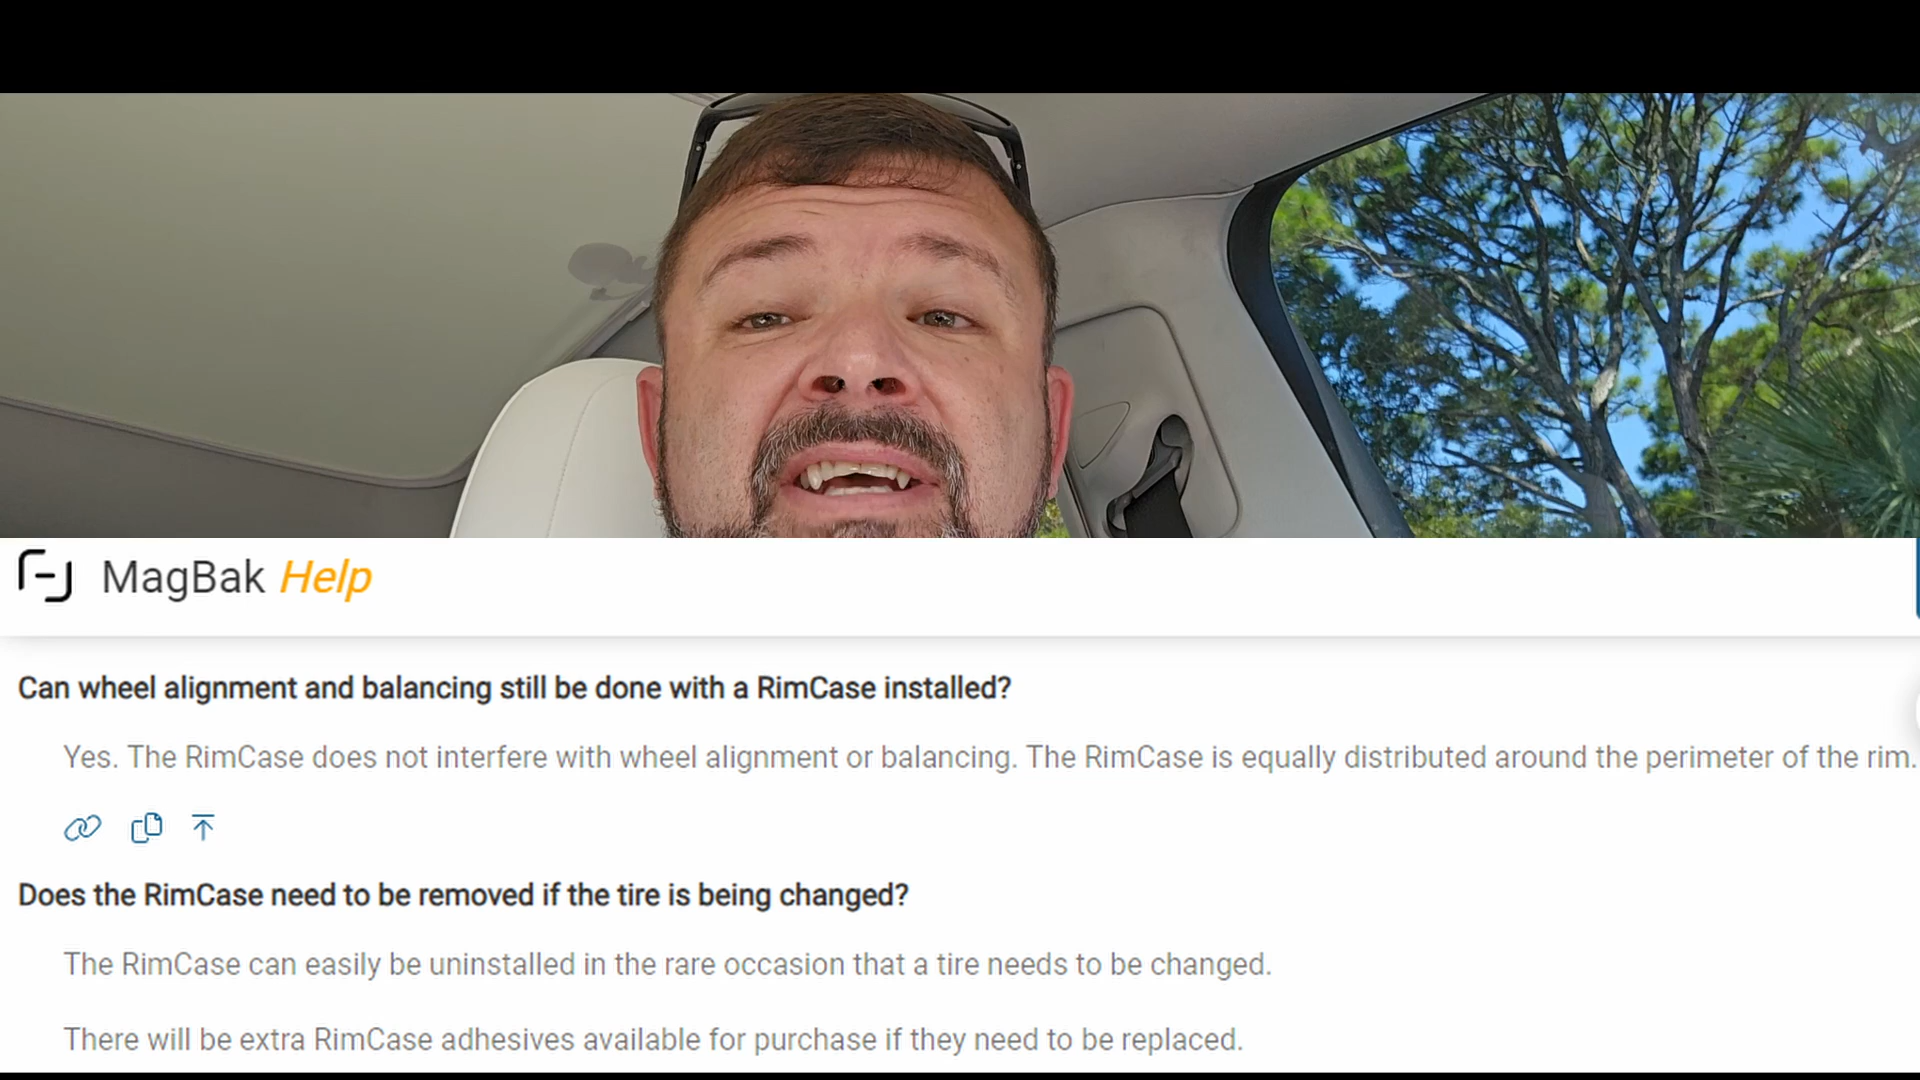 MagBak Help
Can wheel alignment and balancing still be done with a RimCase installed?
Yes. The RimCase does not interfere with wheel alignment or balancing. The RimCase is equally distributed around the perimeter of the rim.
Does the RimCase need to be removed if the tire is being changed?
The RimCase can easily be uninstalled in the rare occasion that a tire needs to be changed.
There will be extra RimCase adhesives available for purchase if they need to be replaced.